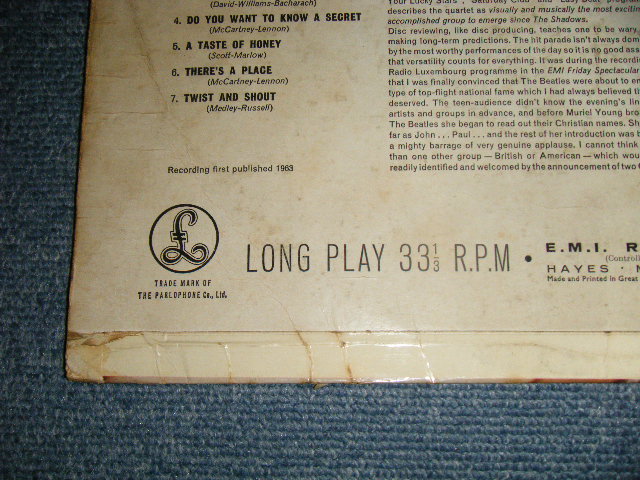 (David-Williams-Bacharach)
4. DO YOU WANT TO KNOW A SECRET
(McCartney-Lennon)
5. A TASTE OF HONEY
(Scott-Marlow)
6. THERE'S A PLACE
(McCartney-Lennon)
7. TWIST AND SHOUT
(Medley-Russell)
Recording first published 1963
Your Lucky Stars", "Saturday Club" and "Easy Beat"
describes the quartet as visually and musically the most exciting
accomplished group to emerge since The Shadows.
Disc reviewing, like disc producing, teaches one to be wary
making long-term predictions. The hit parade isn't always dom
by the most worthy performances of the day so it is no good ass
that versatility counts for everything. It was during the recording
Radio Luxembourg programme in the EMI Friday Spectacular
that I was finally convinced that The Beatles were about to en
type of top-flight national fame which I had always believed th
deserved. The teen-audience didn't know the evening's lin
artists and groups in advance, and before Muriel Young bro
The Beatles she began to read out their Christian names. Sh
far as John . . . Paul . . . and the rest of her introduction was b
a mighty barrage of very genuine applause. I cannot think
than one other group — British or American — which wou
readily identified and welcomed by the announcement of two C
£
TRADE MARK OF
THE PARLOPHONE Co., Ltd.
LONG PLAY 33 1/3 R.P.M •
E.M.I. R
(Controll
HAYES · M
Made and Printed in Great